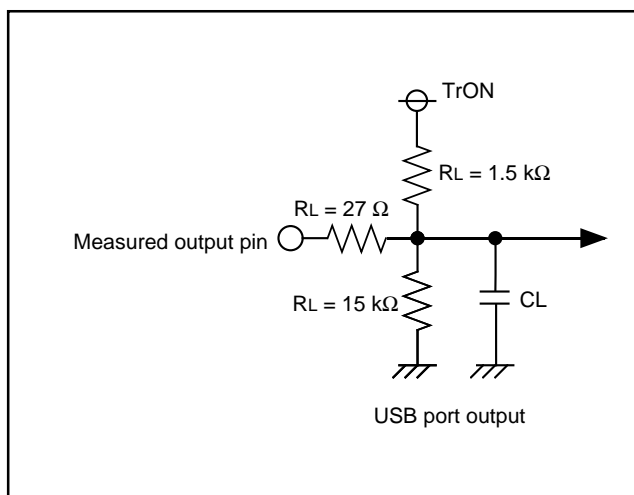 TrON
RL = 1.5 kΩ
RL = 27 Ω
Measured output pin
RL = 15 kΩ
CL
USB port output